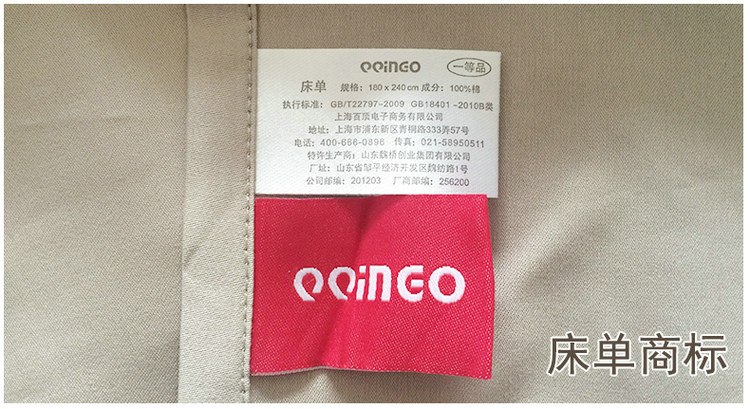 QQinGO 一等品
床单 规格：180 x 240 cm 成分：100%棉
执行标准：GB/T22797-2009 GB18401-2010B类
上海百顶电子商务有限公司
地址：上海市浦东新区青桐路333弄57号
电话：400-666-0896 传真：021-58950511
特许生产商：山东魏桥创业集团有限公司
厂址：山东省邹平经济开发区魏纺路1号
公司邮编：201203 厂商邮编：256200
QQinGO
床单商标